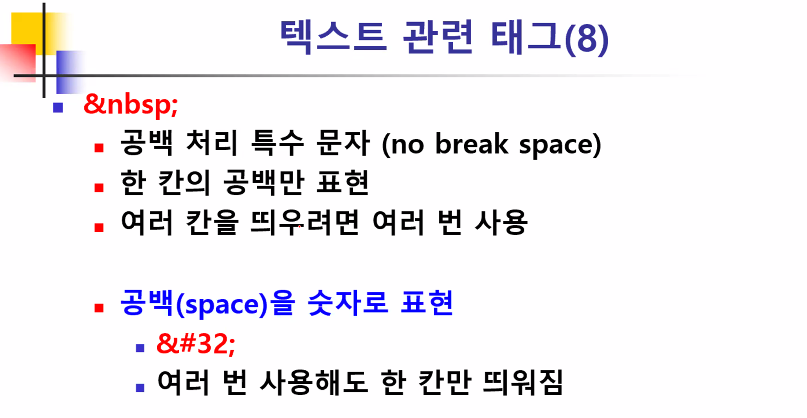 텍스트 관련 태그(8)
&nbsp;
공백 처리 특수 문자 (no break space)
한 칸의 공백만 표현
여러 칸을 띄우려면 여러 번 사용
공백(space)을 숫자로 표현
&#32;
여러 번 사용해도 한 칸만 띄워짐